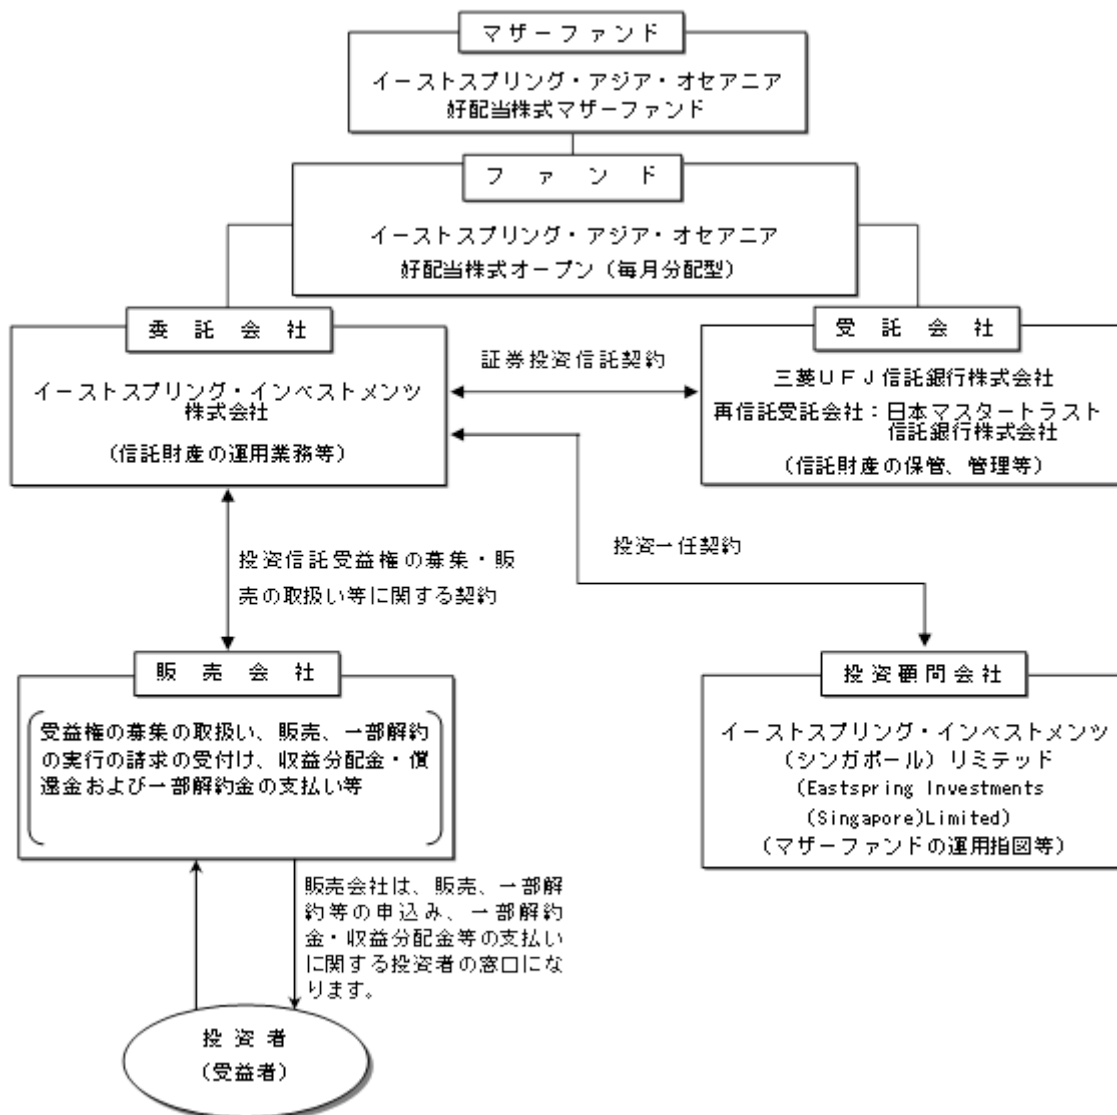 マザーファンド
イーストスプリング・アジア・オセアニア
好配当株式マザーファンド
ファンド
イーストスプリング・アジア・オセアニア
好配当株式オープン（毎月分配型）
委託会社
イーストスプリング・インベストメンツ
株式会社
（信託財産の運用業務等）
証券投資信託契約
受託会社
三菱ＵＦＪ信託銀行株式会社
再信託受託会社：日本マスタートラスト
信託銀行株式会社
（信託財産の保管、管理等）
投資信託受益権の募集・販
売の取扱い等に関する契約
投資一任契約
販売会社
受益権の募集の取扱い、販売、一部解約
の実行の請求の受付け、収益分配金・償
還金および一部解約金の支払い等
投資顧問会社
イーストスプリング・インベストメンツ
（シンガポール）リミテッド
(Eastspring Investments
(Singapore)Limited)
（マザーファンドの運用指図等）
販売会社は、販売、一部解
約等の申込み、一部解約
金・収益分配金等の支払い
に関する投資者の窓口にな
ります。
投資者
（受益者）